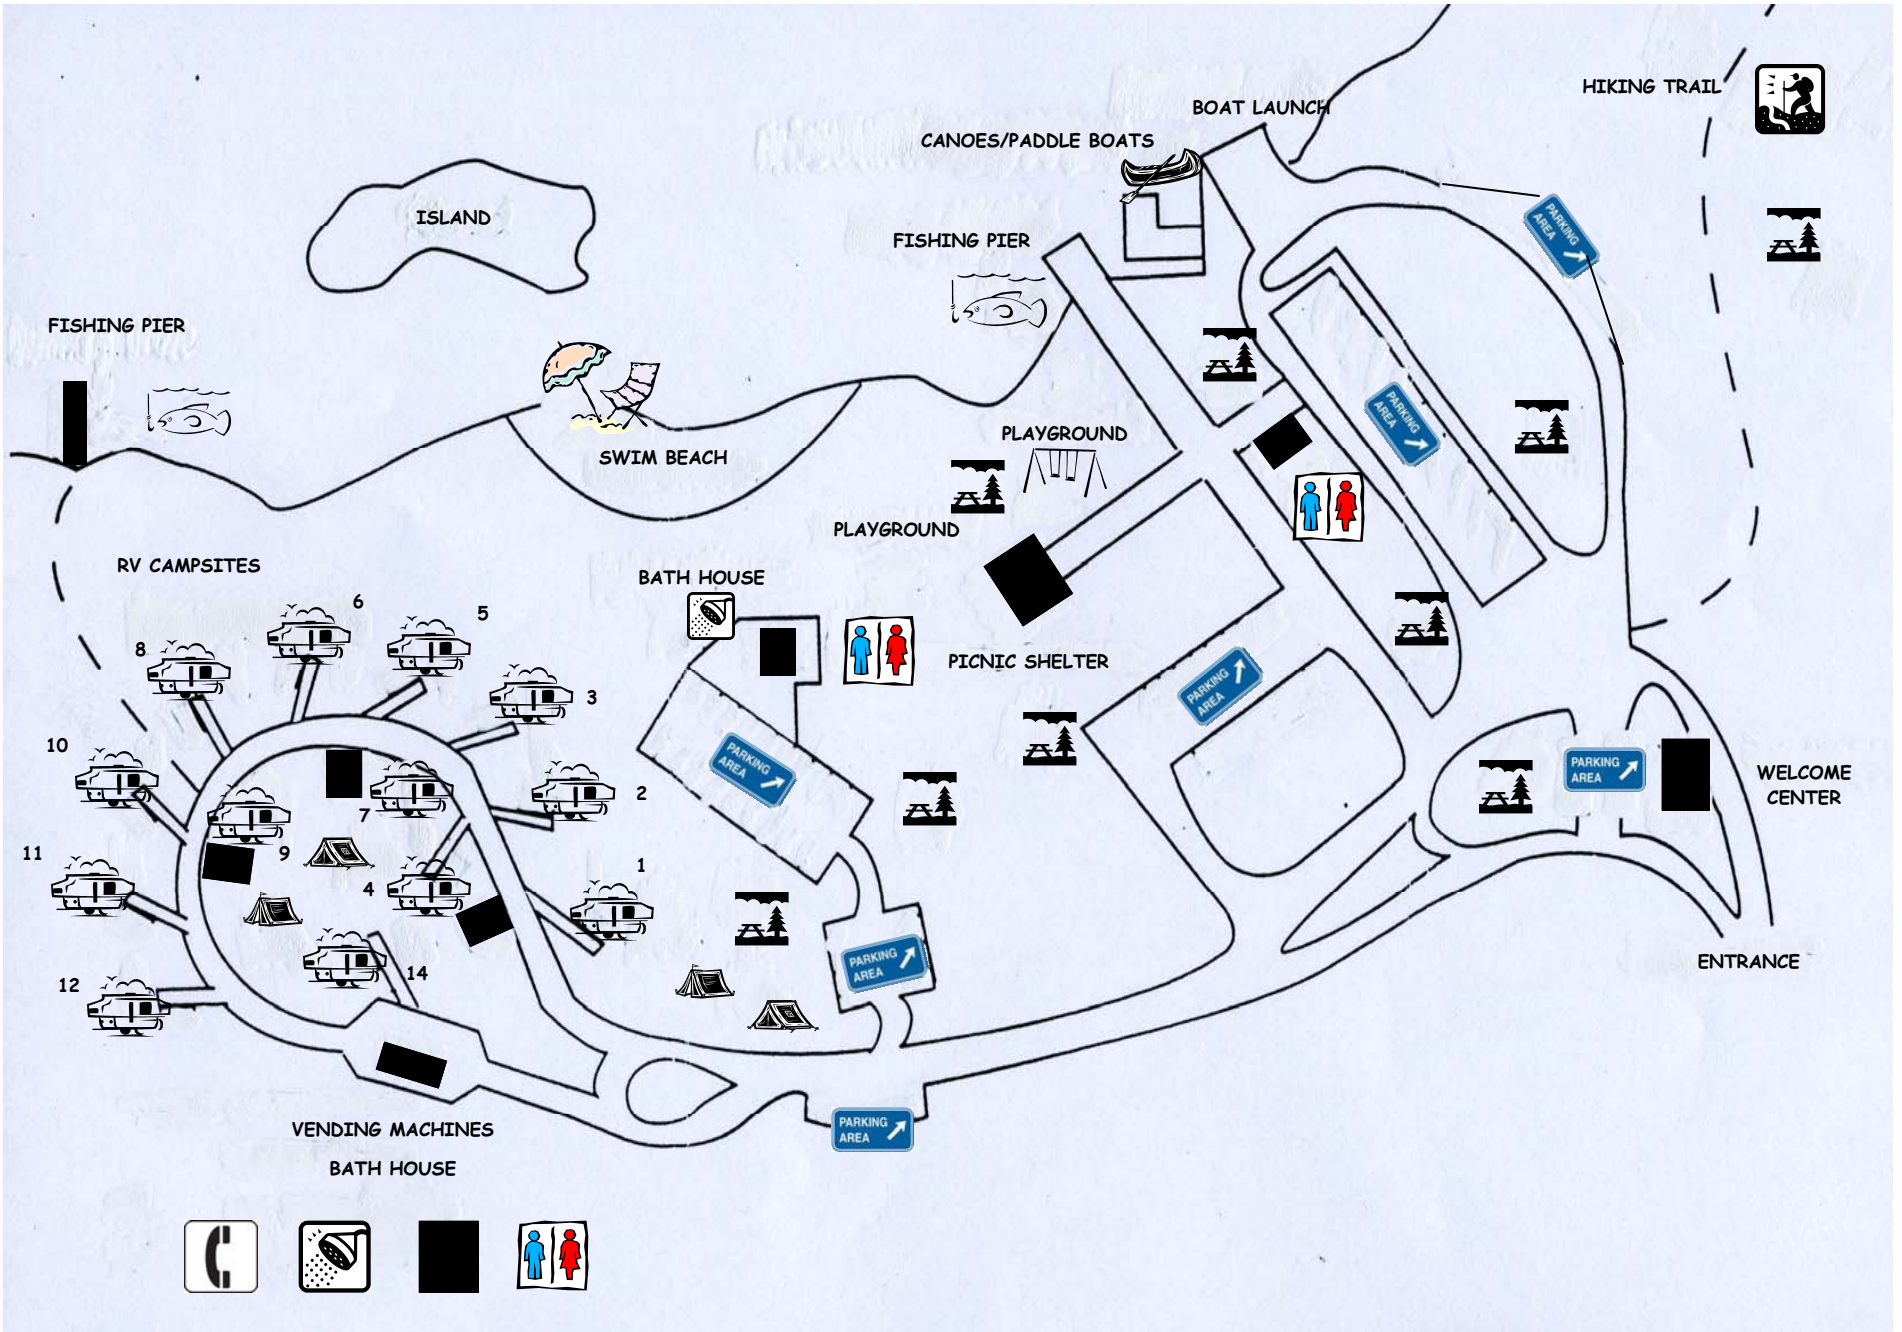 HIKING TRAIL
BOAT LAUNCH
CANOES/PADDLE BOATS
PARKING
AREA
ISLAND
FISHING PIER
FISHING PIER
PARKING
AREA
SWIM BEACH
PLAYGROUND
PLAYGROUND
RV CAMPSITES
BATH HOUSE
6
5
8
3
PICNIC SHELTER
PARKING
AREA
10
2
PARKING
AREA
PARKING
AREA
WELCOME
CENTER
7
11
9
1
4
12
14
PARKING
AREA
ENTRANCE
VENDING MACHINES
BATH HOUSE
PARKING
AREA